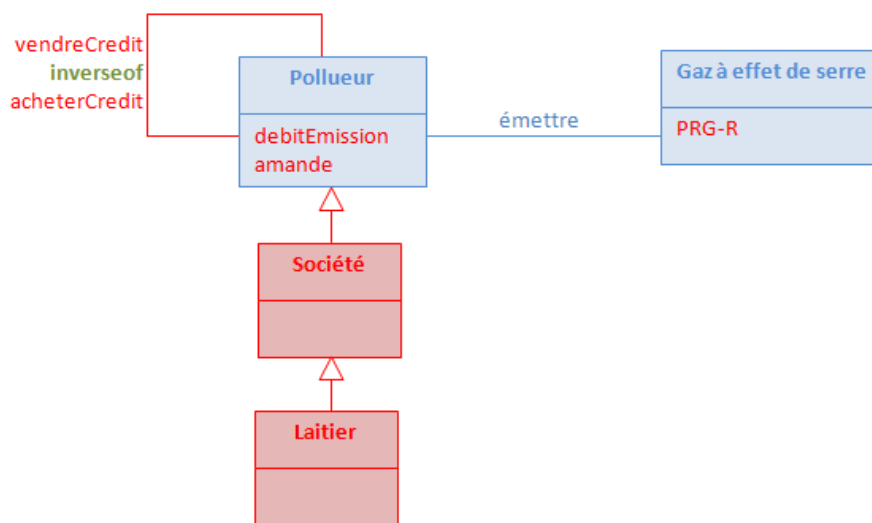 vendreCredit
inverseof
acheterCredit
Pollueur
debitEmission
amande
émettre
Gaz à effet de serre
PRG-R
Société
Laitier